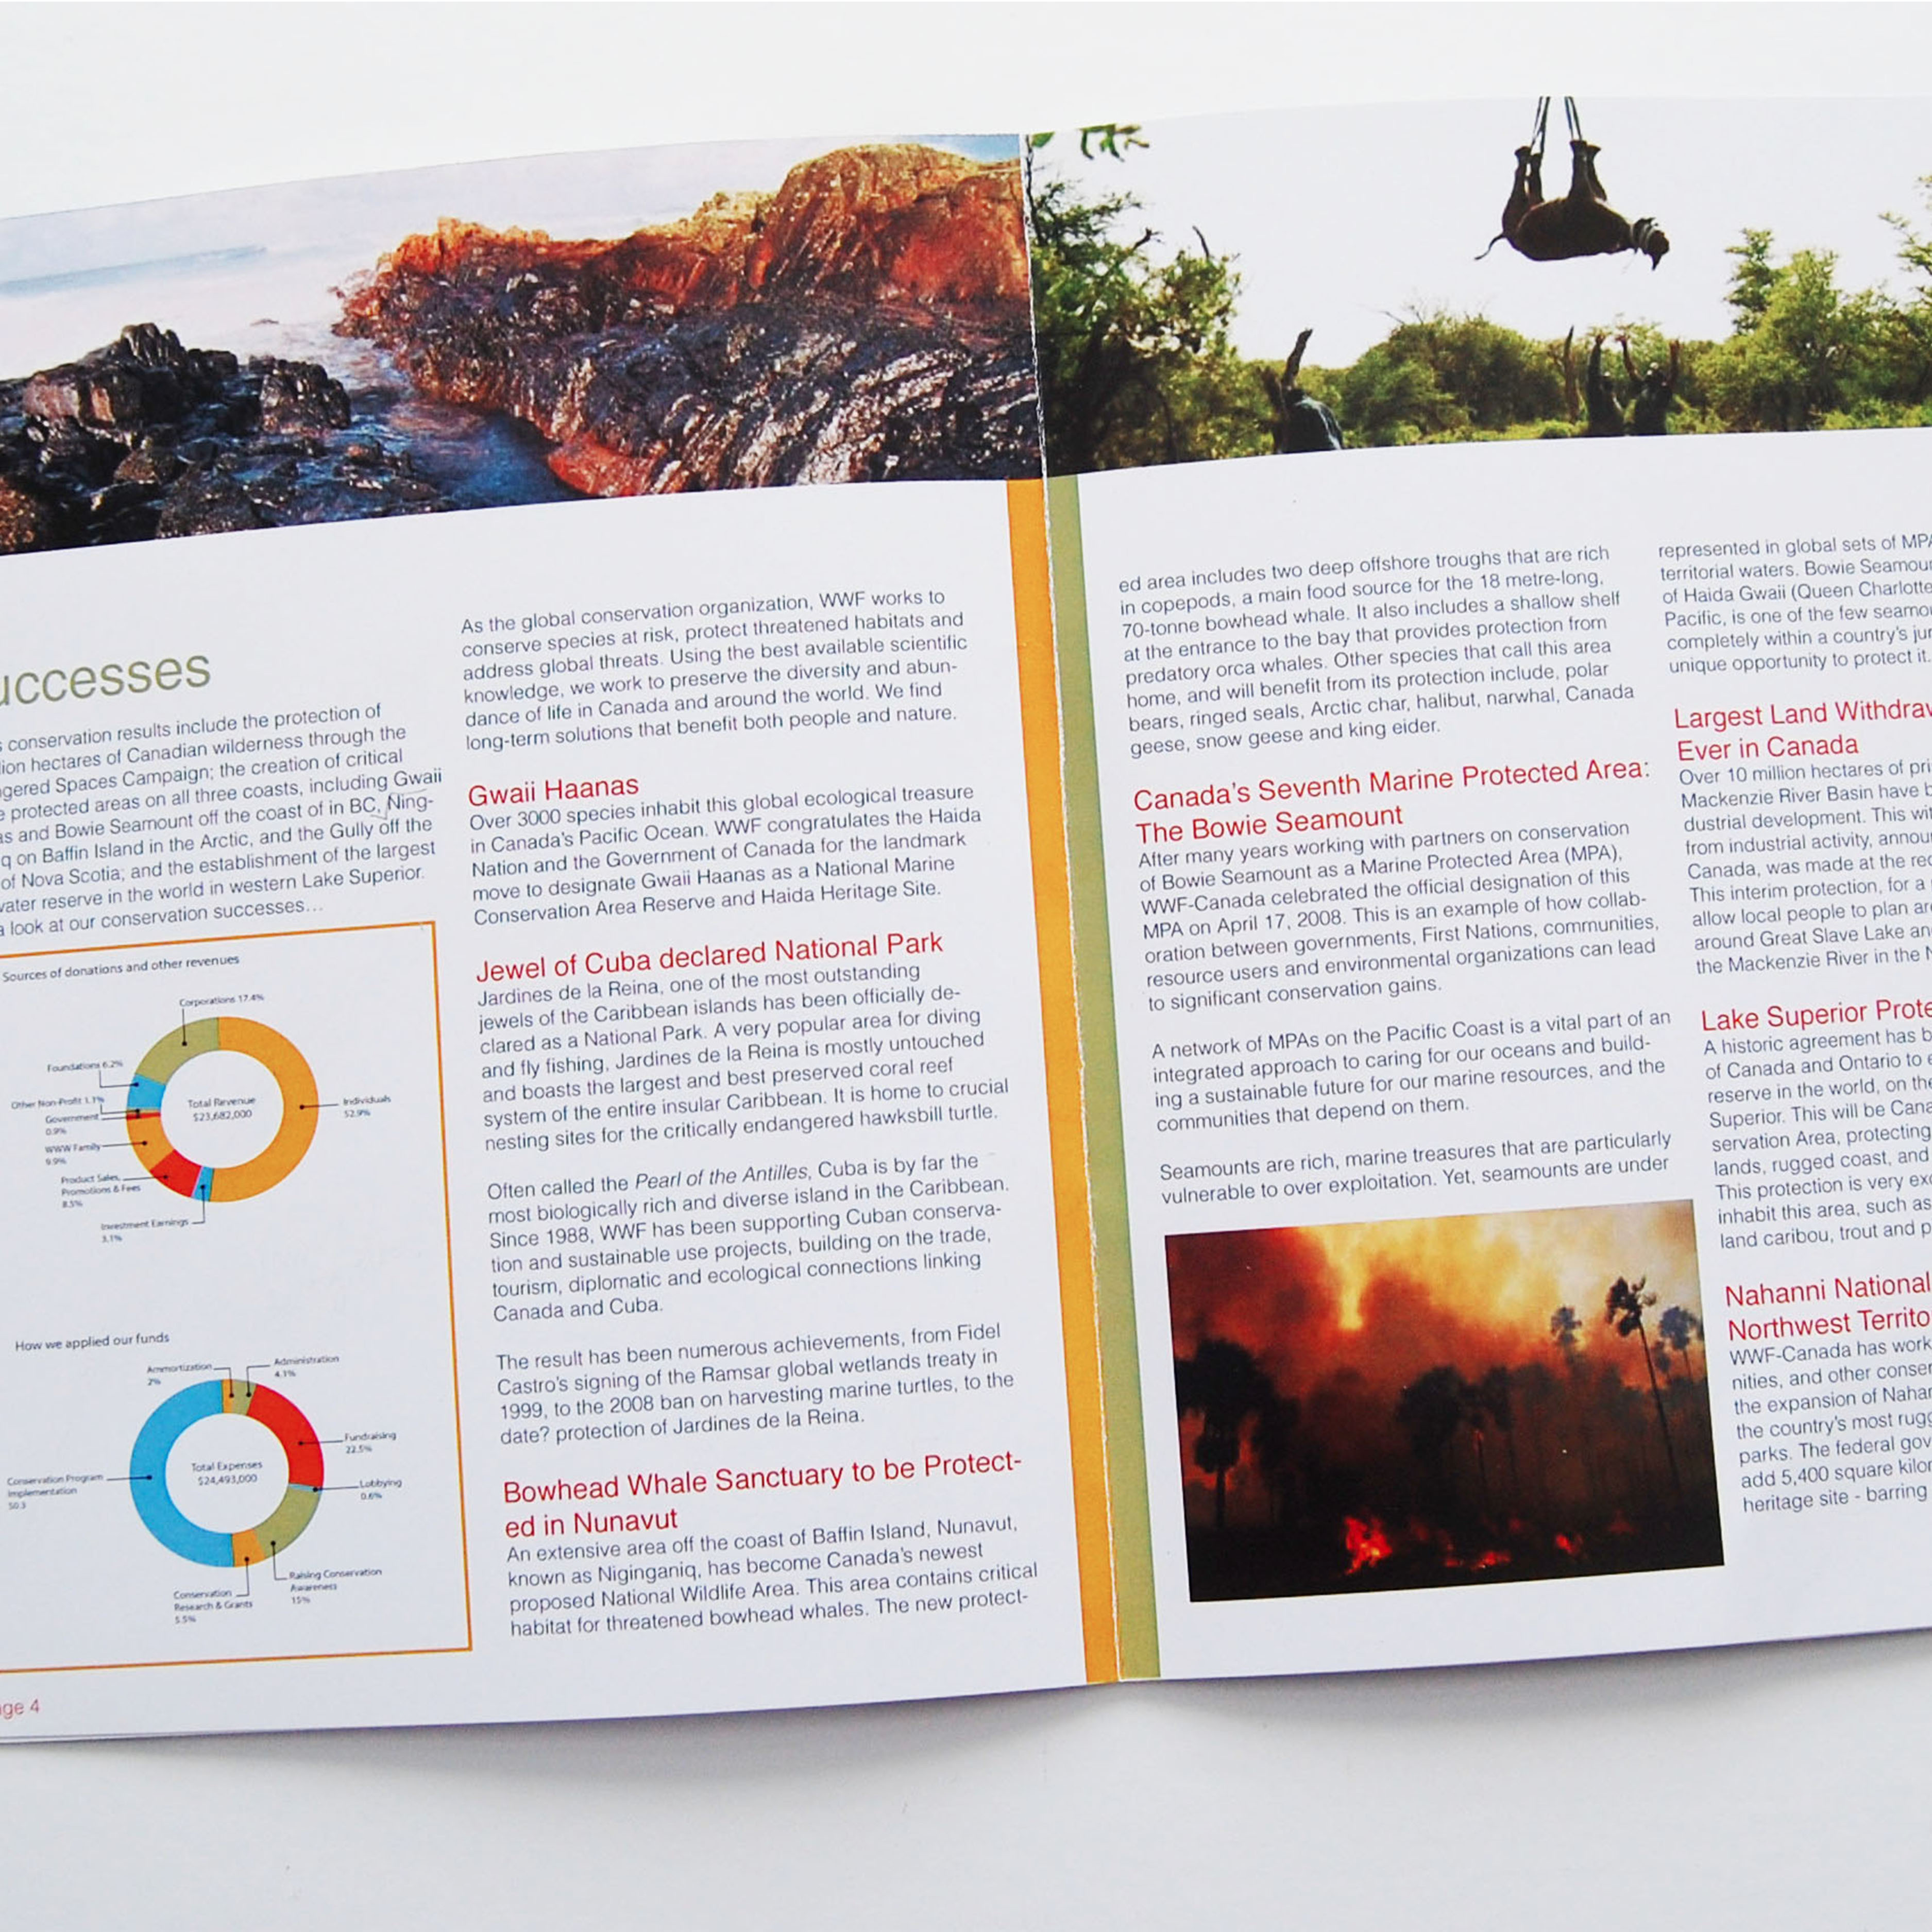 uccesses
s conservation results include the protection of
lion hectares of Canadian wilderness through the
gered Spaces Campaign; the creation of critical
e protected areas on all three coasts, including Gwaii
as and Bowie Seamount off the coast of in BC, Ning-
q on Baffin Island in the Arctic, and the Gully off the
of Nova Scotia; and the establishment of the largest
vater reserve in the world in western Lake Superior.
a look at our conservation successes...
Sources of donations and other revenues
Corporations 17.4%
Foundations 6.2%
Other Non-Profit 1.1%
Government
0.9%
WWW Family
9.9%
Product Sales,
Promotions & Fees
8.5%
Investment Earnings
3.1%
Individuals
52.9%
Total Revenue
$23,682,000
How we applied our funds
Ammortization
2%
Administration
4.1%
Fundraising
22.5%
Lobbying
0.6%
Raising Conservation
Awareness
15%
Conservation
Research & Grants
5.5%
Conservation Program
Implementation
50.3
Total Expenses
$24,493,000
ge 4
As the global conservation organization, WWF works to
conserve species at risk, protect threatened habitats and
address global threats. Using the best available scientific
knowledge, we work to preserve the diversity and abun-
dance of life in Canada and around the world. We find
long-term solutions that benefit both people and nature.
Gwaii Haanas
Over 3000 species inhabit this global ecological treasure
in Canada's Pacific Ocean. WWF congratulates the Haida
Nation and the Government of Canada for the landmark
move to designate Gwaii Haanas as a National Marine
Conservation Area Reserve and Haida Heritage Site.
Jewel of Cuba declared National Park
Jardines de la Reina, one of the most outstanding
jewels of the Caribbean islands has been officially de-
clared as a National Park. A very popular area for diving
and fly fishing, Jardines de la Reina is mostly untouched
and boasts the largest and best preserved coral reef
system of the entire insular Caribbean. It is home to crucial
nesting sites for the critically endangered hawksbill turtle.
Often called the Pearl of the Antilles, Cuba is by far the
most biologically rich and diverse island in the Caribbean.
Since 1988, WWF has been supporting Cuban conserva-
tion and sustainable use projects, building on the trade,
tourism, diplomatic and ecological connections linking
Canada and Cuba.
The result has been numerous achievements, from Fidel
Castro's signing of the Ramsar global wetlands treaty in
1999, to the 2008 ban on harvesting marine turtles, to the
date? protection of Jardines de la Reina.
Bowhead Whale Sanctuary to be Protect-
ed in Nunavut
An extensive area off the coast of Baffin Island, Nunavut,
known as Niginganiq, has become Canada's newest
proposed National Wildlife Area. This area contains critical
habitat for threatened bowhead whales. The new protect-
ed area includes two deep offshore troughs that are rich
in copepods, a main food source for the 18 metre-long,
70-tonne bowhead whale. It also includes a shallow shelf
at the entrance to the bay that provides protection from
predatory orca whales. Other species that call this area
home, and will benefit from its protection include, polar
bears, ringed seals, Arctic char, halibut, narwhal, Canada
geese, snow geese and king eider.
Canada's Seventh Marine Protected Area:
The Bowie Seamount
After many years working with partners on conservation
of Bowie Seamount as a Marine Protected Area (MPA),
WWF-Canada celebrated the official designation of this
MPA on April 17, 2008. This is an example of how collab-
oration between governments, First Nations, communities,
resource users and environmental organizations can lead
to significant conservation gains.
A network of MPAs on the Pacific Coast is a vital part of an
integrated approach to caring for our oceans and build-
ing a sustainable future for our marine resources, and the
communities that depend on them.
Seamounts are rich, marine treasures that are particularly
vulnerable to over exploitation. Yet, seamounts are under
represented in global sets of MPA
territorial waters. Bowie Seamou
of Haida Gwaii (Queen Charlotte
Pacific, is one of the few seamo
completely within a country's jur
unique opportunity to protect it.
Largest Land Withdraw
Ever in Canada
Over 10 million hectares of pri
Mackenzie River Basin have b
dustrial development. This wit
from industrial activity, annou
Canada, was made at the rec
This interim protection, for a
allow local people to plan are
around Great Slave Lake an
the Mackenzie River in the N
Lake Superior Prote
A historic agreement has b
of Canada and Ontario to e
reserve in the world, on the
Superior. This will be Cana
servation Area, protecting
lands, rugged coast, and
This protection is very exc
inhabit this area, such as
land caribou, trout and p
Nahanni National
Northwest Territo
WWF-Canada has work
nities, and other conser
the expansion of Nahan
the country's most rugg
parks. The federal gov
add 5,400 square kilor
heritage site - barring